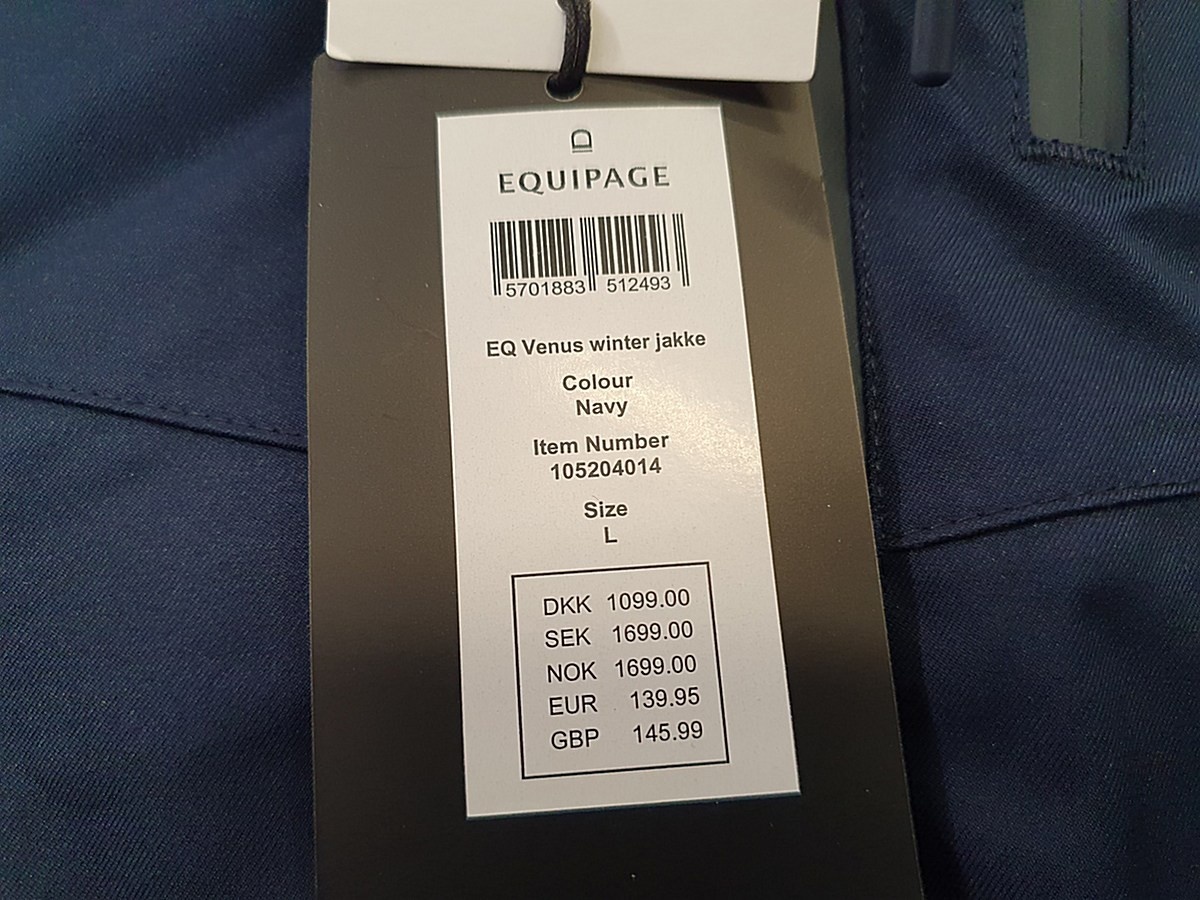 EQUIPAGE
5701883 512493
EQ Venus winter jakke
Colour
Navy
Item Number
105204014
Size
L
DKK 1099.00
SEK 1699.00
NOK 1699.00
EUR 139.95
GBP 145.99